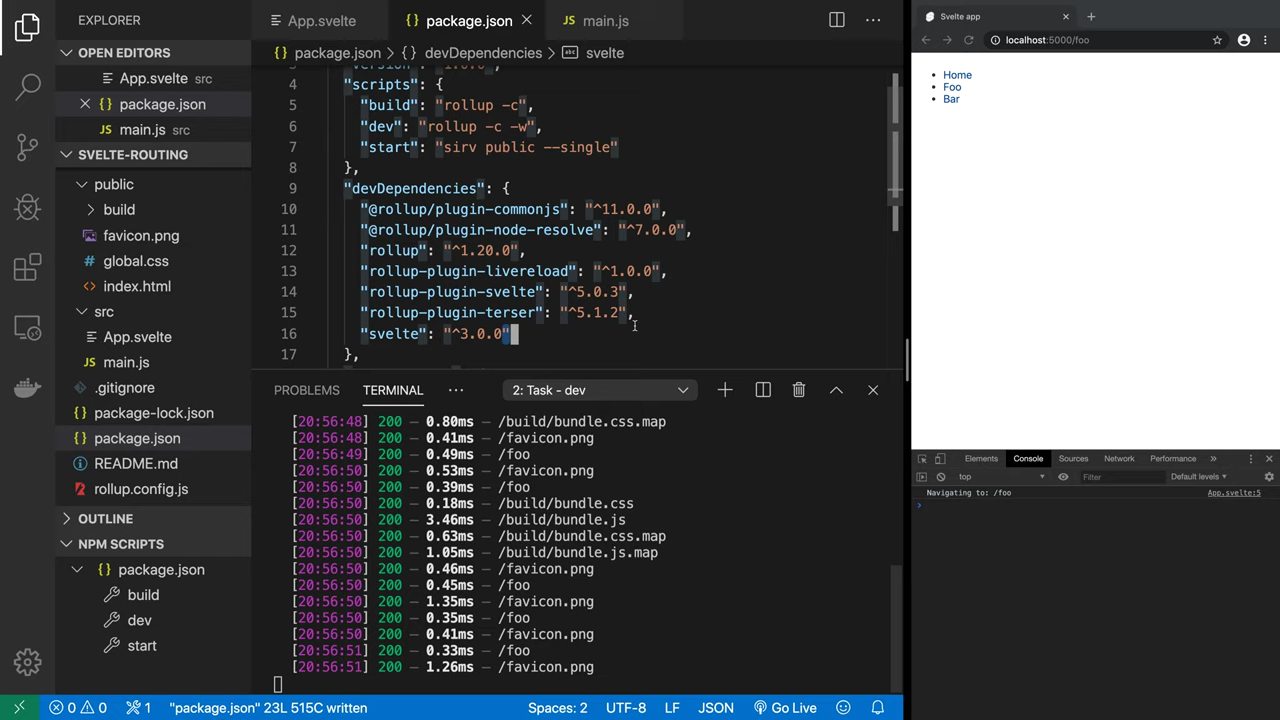 EXPLORER
OPEN EDITORS
App.svelte src
package.json
main.js src
SVELTE-ROUTING
public
build
favicon.png
global.css
index.html
src
App.svelte
main.js
.gitignore
package-lock.json
package.json
README.md
rollup.config.js
OUTLINE
NPM SCRIPTS
package.json
build
dev
start
App.svelte
package.json
main.js
package.json > {} devDependencies > abc svelte
4 "scripts": {
5 "build": "rollup -c",
6 "dev": "rollup -c -w",
7 "start": "sirv public --single"
8 },
9 "devDependencies": {
10 "@rollup/plugin-commonjs": "^11.0.0",
11 "@rollup/plugin-node-resolve": "^7.0.0",
12 "rollup": "^1.20.0",
13 "rollup-plugin-livereload": "^1.0.0",
14 "rollup-plugin-svelte": "^5.0.3",
15 "rollup-plugin-terser": "^5.1.2",
16 "svelte": "^3.0.0"
17 },
PROBLEMS TERMINAL ··· 2: Task - dev
[20:56:48] 200 — 0.80ms — /build/bundle.css.map
[20:56:48] 200 — 0.41ms — /favicon.png
[20:56:49] 200 — 0.49ms — /foo
[20:56:50] 200 — 0.53ms — /favicon.png
[20:56:50] 200 — 0.39ms — /foo
[20:56:50] 200 — 0.18ms — /build/bundle.css
[20:56:50] 200 — 3.46ms — /build/bundle.js
[20:56:50] 200 — 0.63ms — /build/bundle.css.map
[20:56:50] 200 — 1.05ms — /build/bundle.js.map
[20:56:50] 200 — 0.46ms — /favicon.png
[20:56:50] 200 — 0.45ms — /foo
[20:56:50] 200 — 1.35ms — /favicon.png
[20:56:50] 200 — 0.35ms — /foo
[20:56:50] 200 — 0.41ms — /favicon.png
[20:56:51] 200 — 0.33ms — /foo
[20:56:51] 200 — 1.26ms — /favicon.png
0 0 1 "package.json" 23L 515C written Spaces: 2 UTF-8 LF JSON Go Live
Svelte app
localhost:5000/foo
Home
Foo
Bar
Elements Console Sources Network Performance »
top Filter Default levels
Navigating to: /foo App.svelte:5